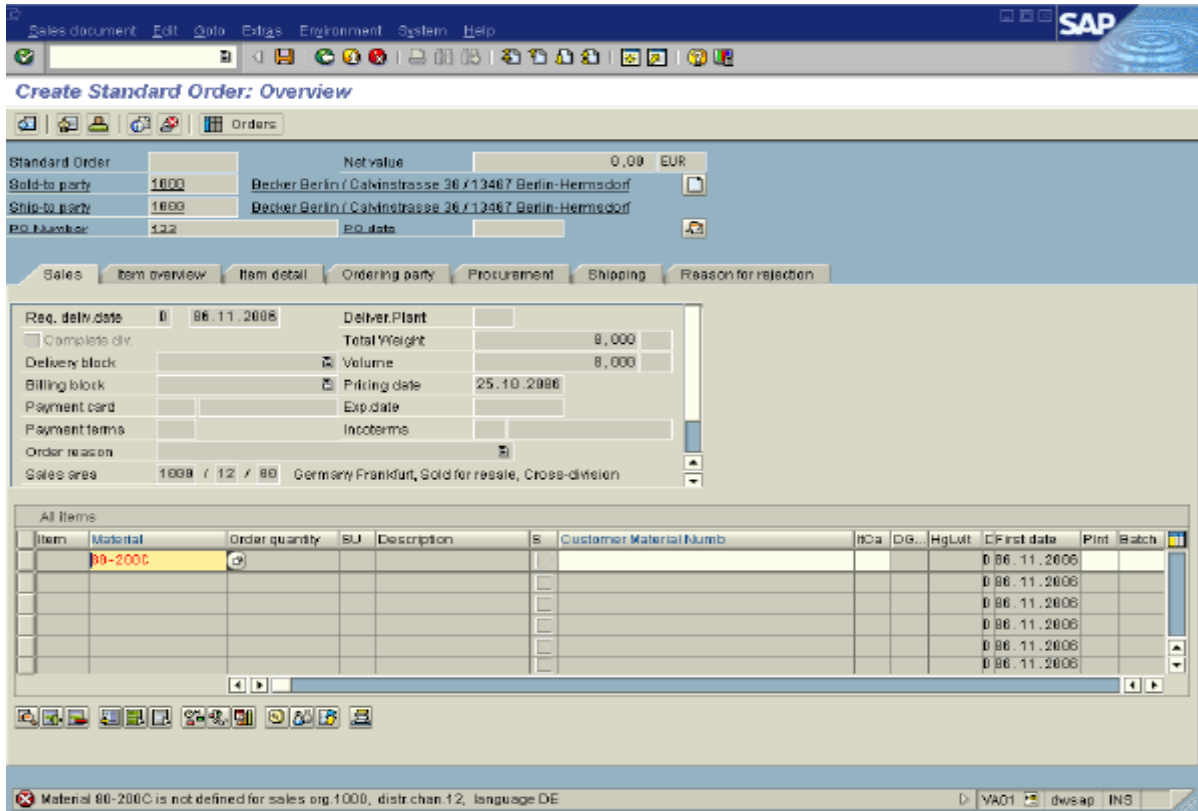 Sales document Edit Goto Extras Environment System Help
SAP
Create Standard Order: Overview
Orders
Standard Order Net value 0,00 EUR
Sold-to party 1600 Becker Berlin / Calvinstrasse 36 / 13467 Berlin-Hermsdorf
Ship-to party 1600 Becker Berlin / Calvinstrasse 36 / 13467 Berlin-Hermsdorf
PO Number PO date
Sales Item overview Item detail Ordering party Procurement Shipping Reason for rejection
Req. deliv.date D 06.11.2006 Deliver.Plant
Complete dlv. Total Weight 0,000
Delivery block Volume 0,000
Billing block Pricing date 25.10.2006
Payment card Exp.date
Payment terms Incoterms
Order reason
Sales area 1000 / 12 / 00 Germany Frankfurt, Sold for resale, Cross-division
All items
Item Material Order quantity SU Description S Customer Material Numb ItCa DG... HgLvIt D First date Plnt Batch
80-200C D 06.11.2006
D 06.11.2006
D 06.11.2006
D 06.11.2006
D 06.11.2006
D 06.11.2006
Material 80-200C is not defined for sales org.1000, distr.chan.12, language DE
VA01 dwsap INS